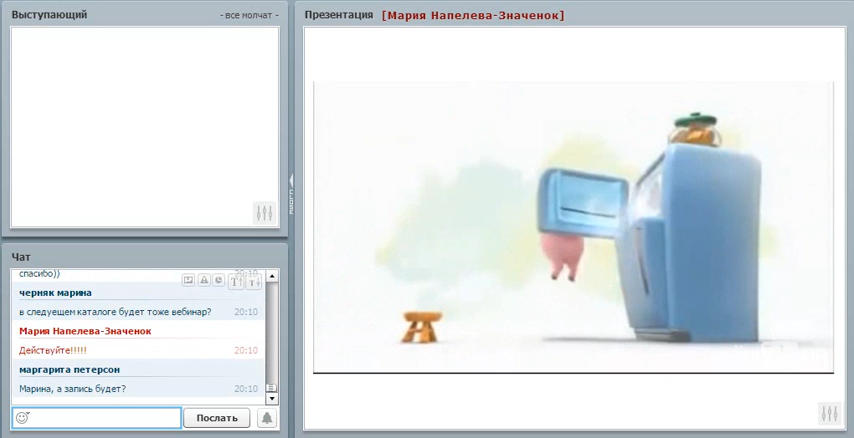 Выступающий
- все молчат -
Чат
спасибо))
20:10
черняк марина
в следуещем каталоге будет тоже вебинар?
20:10
Мария Напелева-Значенок
Действуйте!!!!!
20:10
маргарита петерсон
Марина, а запись будет?
20:10
Послать
Презентация [Мария Напелева-Значенок]